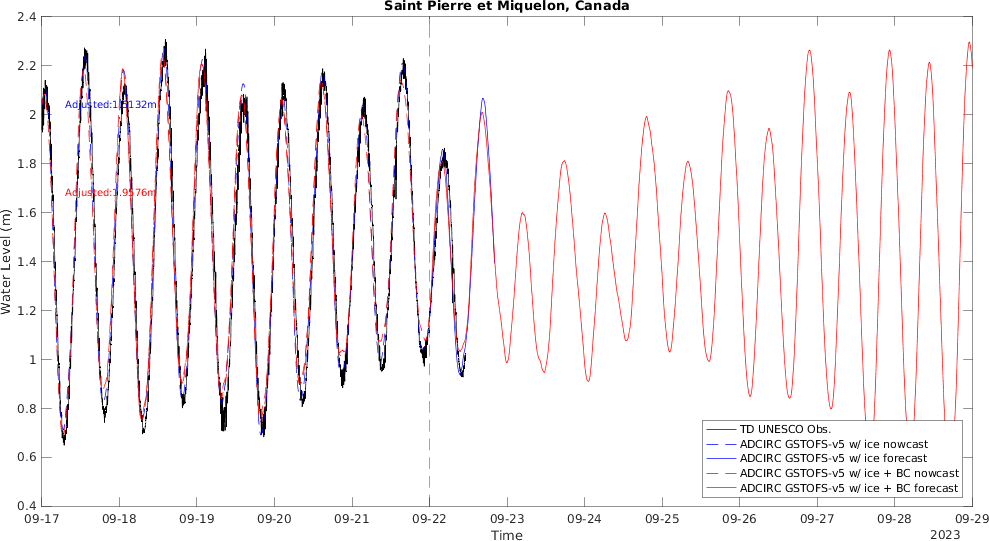 Saint Pierre et Miquelon, Canada
2.4
2.2
2
1.8
1.6
1.4
1.2
1
0.8
0.6
0.4
Water Level (m)
Adjusted:1.9132m
Adjusted:1.9576m
TD UNESCO Obs.
ADCIRC GSTOFS-v5 w/ ice nowcast
ADCIRC GSTOFS-v5 w/ ice forecast
ADCIRC GSTOFS-v5 w/ ice + BC nowcast
ADCIRC GSTOFS-v5 w/ ice + BC forecast
09-17 09-18 09-19 09-20 09-21 09-22 09-23 09-24 09-25 09-26 09-27 09-28 09-29
Time
2023